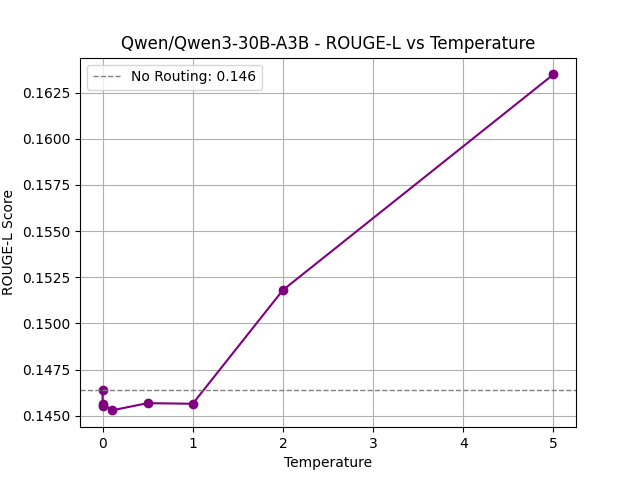 Qwen/Qwen3-30B-A3B - ROUGE-L vs Temperature
No Routing: 0.146
ROUGE-L Score
0.1625
0.1600
0.1575
0.1550
0.1525
0.1500
0.1475
0.1450
0 1 2 3 4 5
Temperature